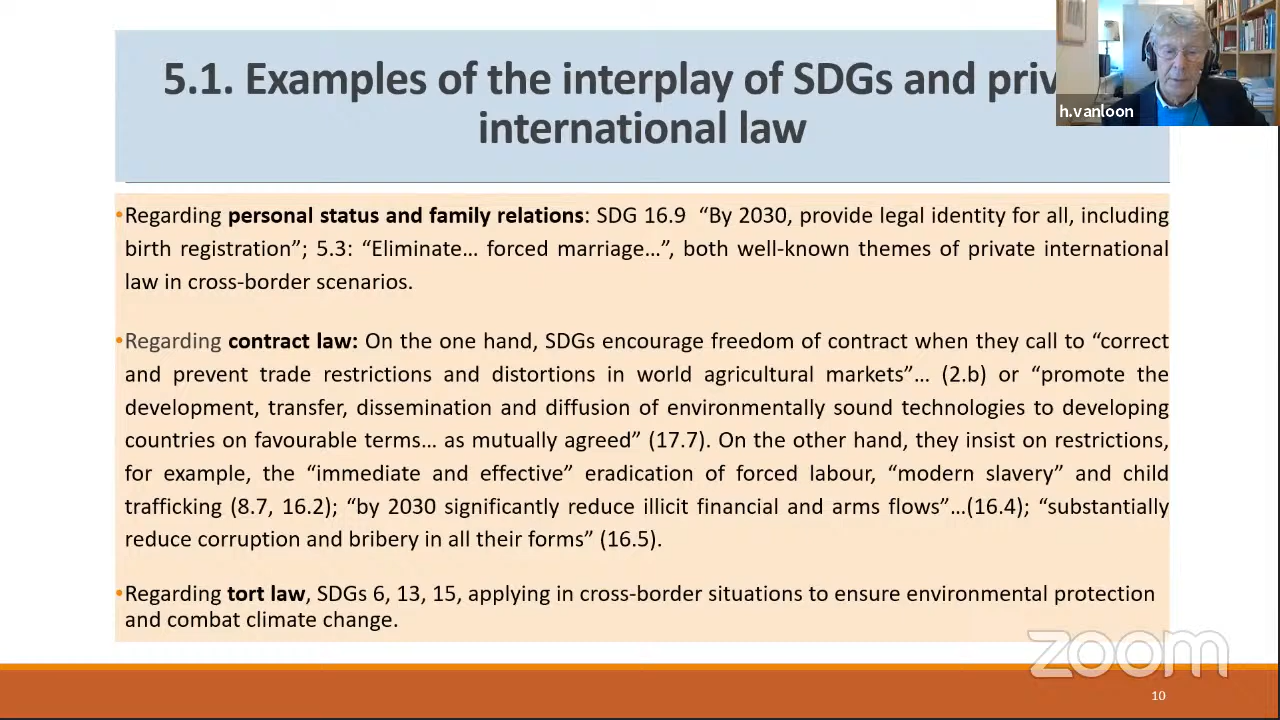 5.1. Examples of the interplay of SDGs and priv
international law
h.vanloon
•Regarding personal status and family relations: SDG 16.9 “By 2030, provide legal identity for all, including
birth registration”; 5.3: “Eliminate… forced marriage…”, both well-known themes of private international
law in cross-border scenarios.
•Regarding contract law: On the one hand, SDGs encourage freedom of contract when they call to “correct
and prevent trade restrictions and distortions in world agricultural markets”… (2.b) or “promote the
development, transfer, dissemination and diffusion of environmentally sound technologies to developing
countries on favourable terms… as mutually agreed” (17.7). On the other hand, they insist on restrictions,
for example, the “immediate and effective” eradication of forced labour, “modern slavery” and child
trafficking (8.7, 16.2); “by 2030 significantly reduce illicit financial and arms flows”…(16.4); “substantially
reduce corruption and bribery in all their forms” (16.5).
•Regarding tort law, SDGs 6, 13, 15, applying in cross-border situations to ensure environmental protection
and combat climate change.
zoom
10